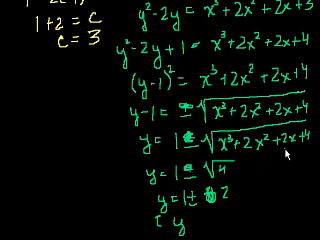 1+2 = c
c = 3
y²-2y = x³+2x²+2x+3
y²-2y+1 = x³+2x²+2x+4
(y-1)² = x³+2x²+2x+4
y-1 = ±√x³+2x²+2x+4
y = 1 ± √x³+2x²+2x+4
y = 1 ± √4
y = 1 ± 2
[ y